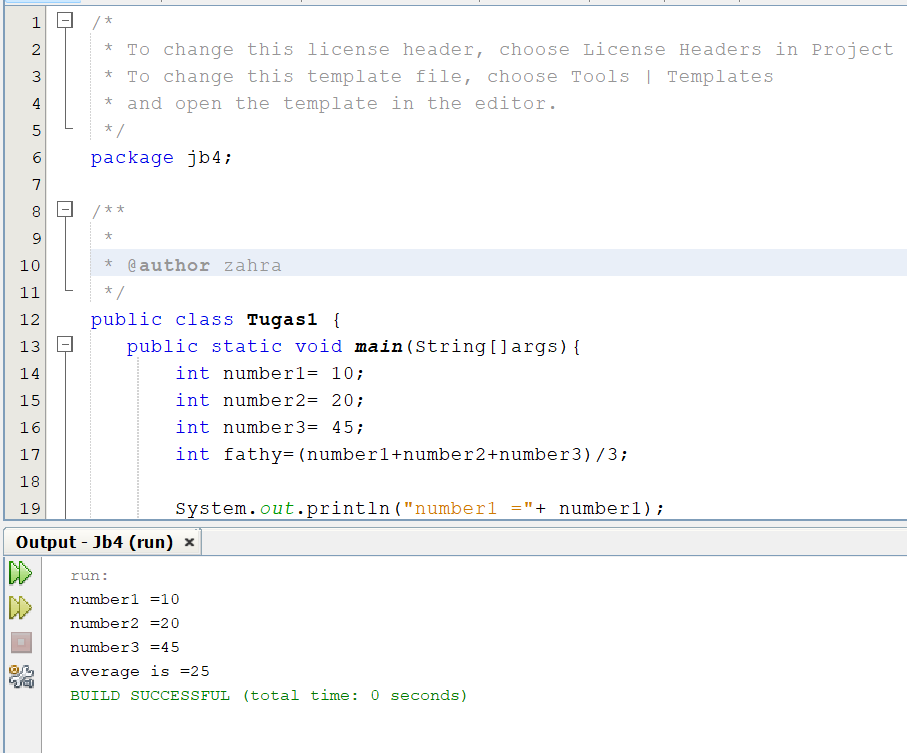 1 /*
2 * To change this license header, choose License Headers in Project
3 * To change this template file, choose Tools | Templates
4 * and open the template in the editor.
5 */
6 package jb4;
7
8 /**
9 *
10 * @author zahra
11 */
12 public class Tugas1 {
13 public static void main(String[]args){
14 int number1= 10;
15 int number2= 20;
16 int number3= 45;
17 int fathy=(number1+number2+number3)/3;
18
19 System.out.println("number1 ="+ number1);
Output - Jb4 (run) ×
run:
number1 =10
number2 =20
number3 =45
average is =25
BUILD SUCCESSFUL (total time: 0 seconds)